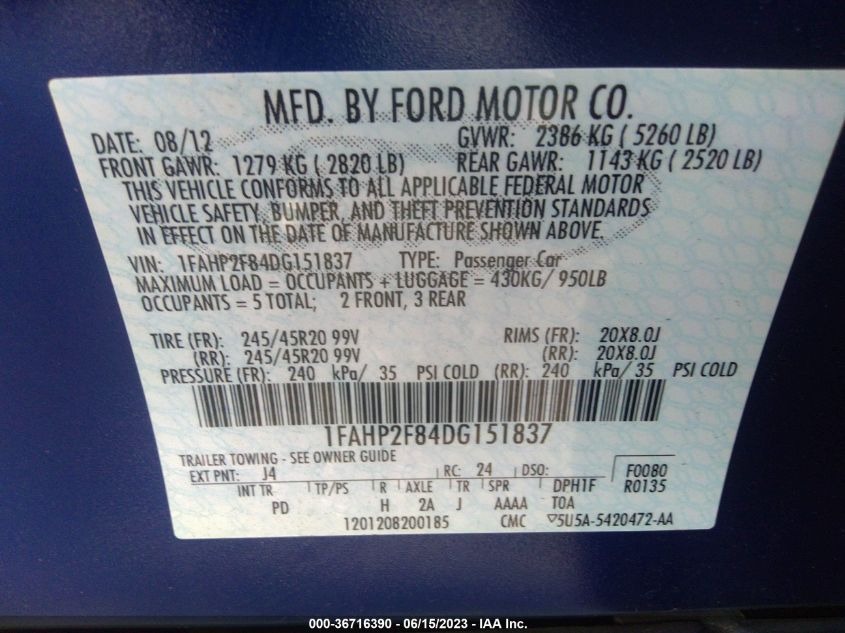 MFD. BY FORD MOTOR CO.
DATE: 08/12 GVWR: 2386 KG ( 5260 LB)
FRONT GAWR: 1279 KG ( 2820 LB) REAR GAWR: 1143 KG ( 2520 LB)
THIS VEHICLE CONFORMS TO ALL APPLICABLE FEDERAL MOTOR
VEHICLE SAFETY, BUMPER, AND THEFT PREVENTION STANDARDS
IN EFFECT ON THE DATE OF MANUFACTURE SHOWN ABOVE.
VIN: 1FAHP2F84DG151837 TYPE: Passenger Car
MAXIMUM LOAD = OCCUPANTS + LUGGAGE = 430KG/ 950LB
OCCUPANTS = 5 TOTAL; 2 FRONT, 3 REAR
TIRE (FR): 245/45R20 99V RIMS (FR): 20X8.0J
(RR): 245/45R20 99V (RR): 20X8.0J
PRESSURE (FR): 240 kPa/ 35 PSI COLD (RR): 240 kPa/ 35 PSI COLD
1FAHP2F84DG151837
TRAILER TOWING - SEE OWNER GUIDE
EXT PNT: J4 RC: 24 DSO: F0080
INT TR TP/PS R AXLE TR SPR DPH1F R0135
PD H 2A J AAAA TOA
1201208200185 CMC ▽5U5A-5420472-AA
000-36716390 - 06/15/2023 - IAA Inc.